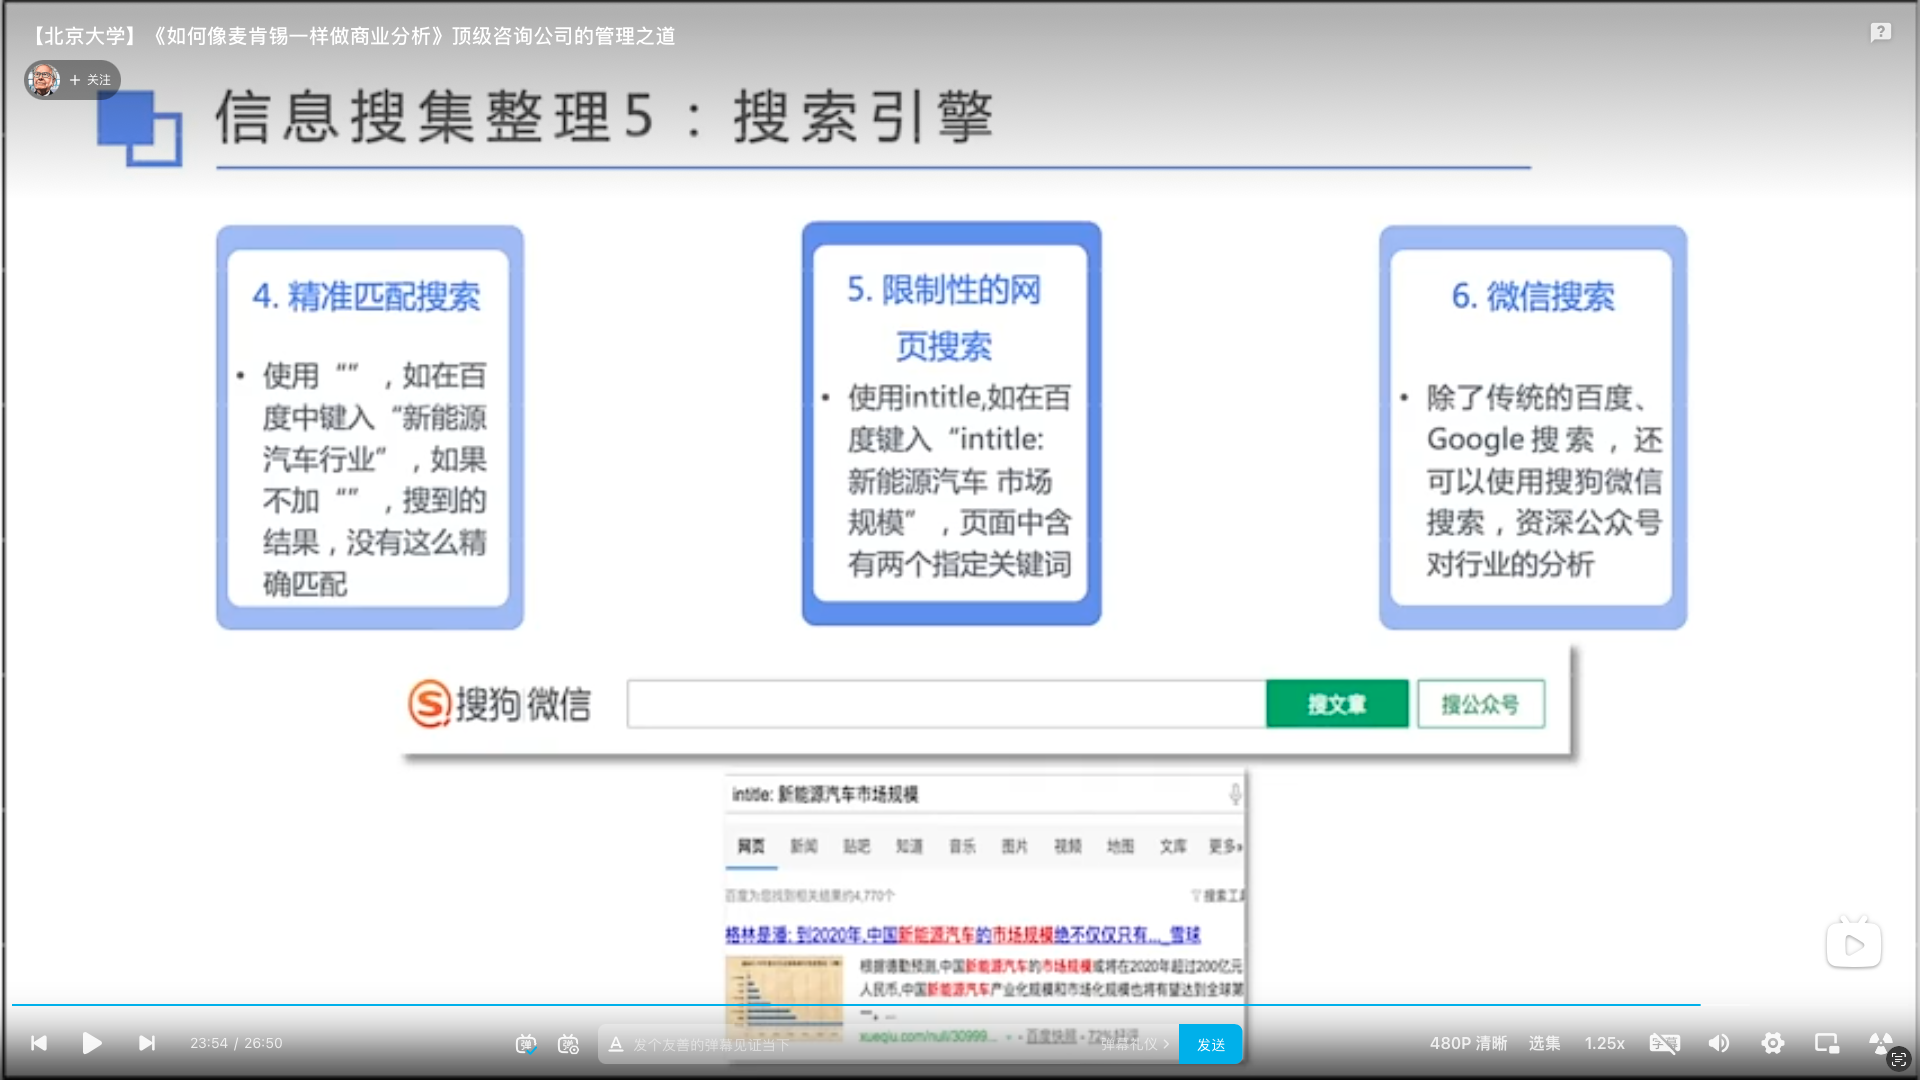 【北京大学】《如何像麦肯锡一样做商业分析》顶级咨询公司的管理之道
+ 关注
信息搜集整理5：搜索引擎
4. 精准匹配搜索
• 使用“”，如在百
度中键入“新能源
汽车行业”，如果
不加“”，搜到的
结果，没有这么精
确匹配
5. 限制性的网
页搜索
• 使用intitle,如在百
度键入“intitle:
新能源汽车 市场
规模”，页面中含
有两个指定关键词
6. 微信搜索
• 除了传统的百度、
Google搜索，还
可以使用搜狗微信
搜索，资深公众号
对行业的分析
搜狗 微信
搜文章
搜公众号
intitle: 新能源汽车市场规模
网页 新闻 贴吧 知道 音乐 图片 视频 地图 文库 更多»
百度为您找到相关结果约4,770个
搜索工具
格林是潘: 到2020年,中国新能源汽车的市场规模绝不仅仅只有..._雪球
根据德勤预测,中国新能源汽车的市场规模或将在2020年超过200亿元
人民币,中国新能源汽车产业化规模和市场化规模也将有望达到全球第
一。...
xueqiu.com/null/30999... - 百度快照 - 72%好评
23:54 / 26:50
发个友善的弹幕见证当下
弹幕礼仪 >
发送
480P 清晰
选集
1.25x